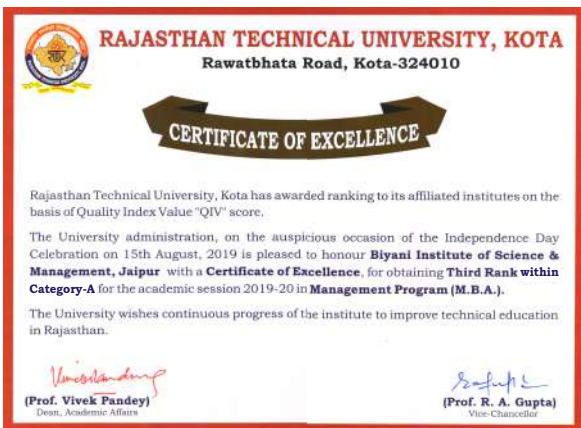 RAJASTHAN TECHNICAL UNIVERSITY, KOTA
Rawatbhata Road, Kota-324010
CERTIFICATE OF EXCELLENCE
Rajasthan Technical University, Kota has awarded ranking to its affiliated institutes on the
basis of Quality Index Value "QIV" score.
The University administration, on the auspicious occasion of the Independence Day
Celebration on 15th August, 2019 is pleased to honour Biyani Institute of Science &
Management, Jaipur with a Certificate of Excellence, for obtaining Third Rank within
Category-A for the academic session 2019-20 in Management Program (M.B.A.).
The University wishes continuous progress of the institute to improve technical education
in Rajasthan.
(Prof. Vivek Pandey)
Dean, Academic Affairs
(Prof. R. A. Gupta)
Vice-Chancellor